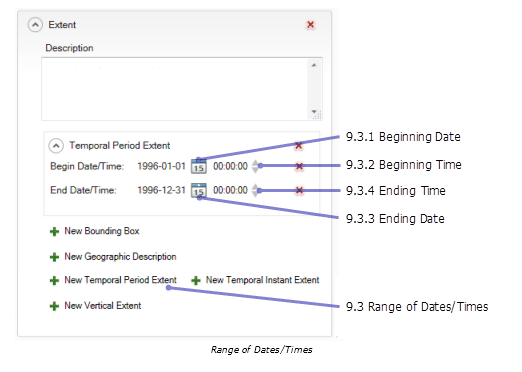 Extent
Description
Temporal Period Extent
9.3.1 Beginning Date
Begin Date/Time: 1996-01-01 15 00:00:00
9.3.2 Beginning Time
End Date/Time: 1996-12-31 15 00:00:00
9.3.4 Ending Time
9.3.3 Ending Date
New Bounding Box
New Geographic Description
New Temporal Period Extent New Temporal Instant Extent
New Vertical Extent
9.3 Range of Dates/Times
Range of Dates/Times